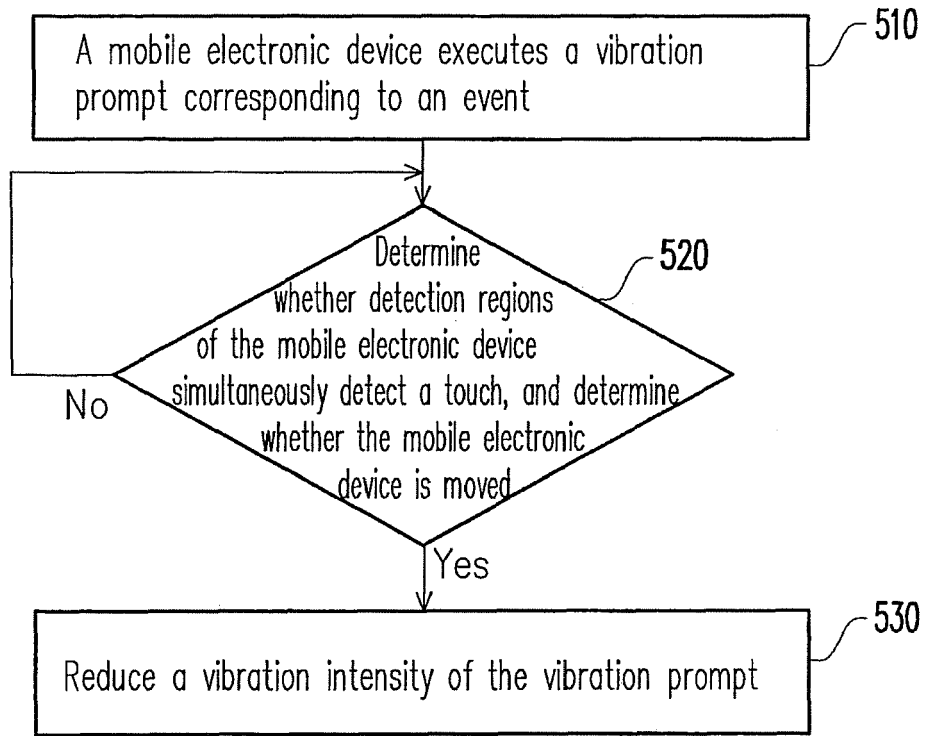 510
A mobile electronic device executes a vibration
prompt corresponding to an event
520
Determine
whether detection regions
of the mobile electronic device
simultaneously detect a touch, and determine
whether the mobile electronic
device is moved
No
Yes
530
Reduce a vibration intensity of the vibration prompt